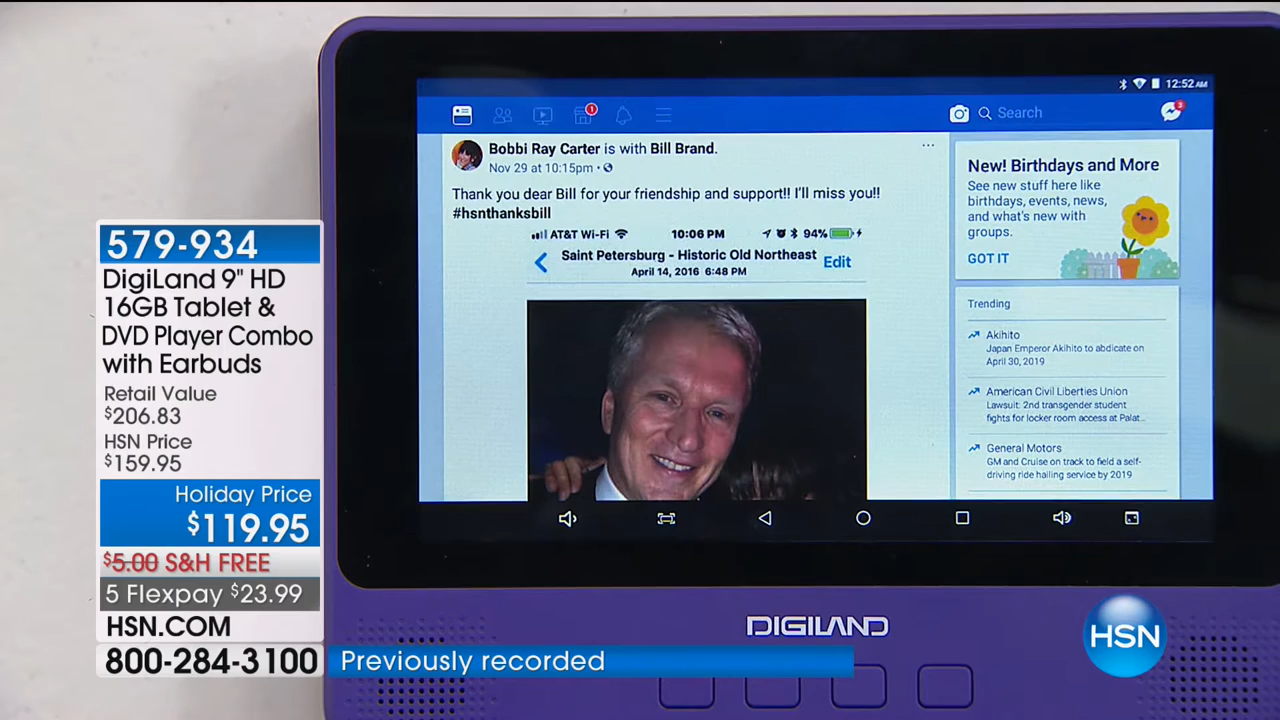 579-934
DigiLand 9" HD
16GB Tablet &
DVD Player Combo
with Earbuds
Retail Value
$206.83
HSN Price
$159.95
Holiday Price
$119.95
$5.00 S&H FREE
5 Flexpay $23.99
HSN.COM
800-284-3100
Previously recorded
12:52AM
1
Search
3
Bobbi Ray Carter is with Bill Brand.
Nov 29 at 10:15pm
Thank you dear Bill for your friendship and support!! I'll miss you!!
#hsnthanksbill
AT&T Wi-Fi 10:06 PM 94%
Saint Petersburg - Historic Old Northeast
Edit
April 14, 2016 6:48 PM
New! Birthdays and More
See new stuff here like
birthdays, events, news,
and what's new with
groups.
GOT IT
Trending
Akihito
Japan Emperor Akihito to abdicate on
April 30, 2019
American Civil Liberties Union
Lawsuit: 2nd transgender student
fights for locker room access at Palat...
General Motors
GM and Cruise on track to field a self-
driving ride hailing service by 2019
DIGILAND
HSN